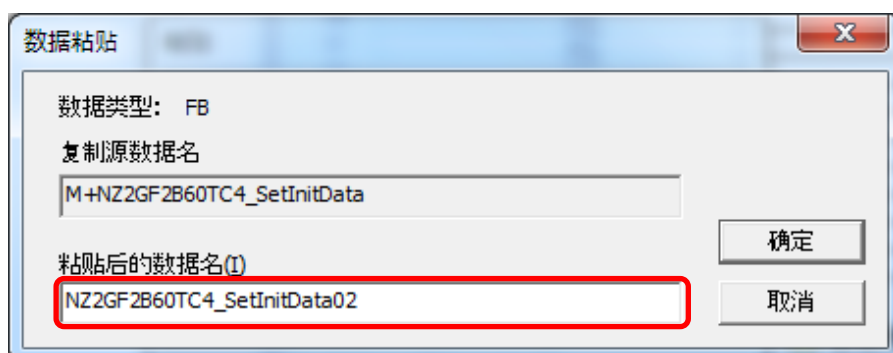 数据粘贴
数据类型: FB
复制源数据名
M+NZ2GF2B60TC4_SetInitData
确定
粘贴后的数据名(I)
NZ2GF2B60TC4_SetInitData02
取消